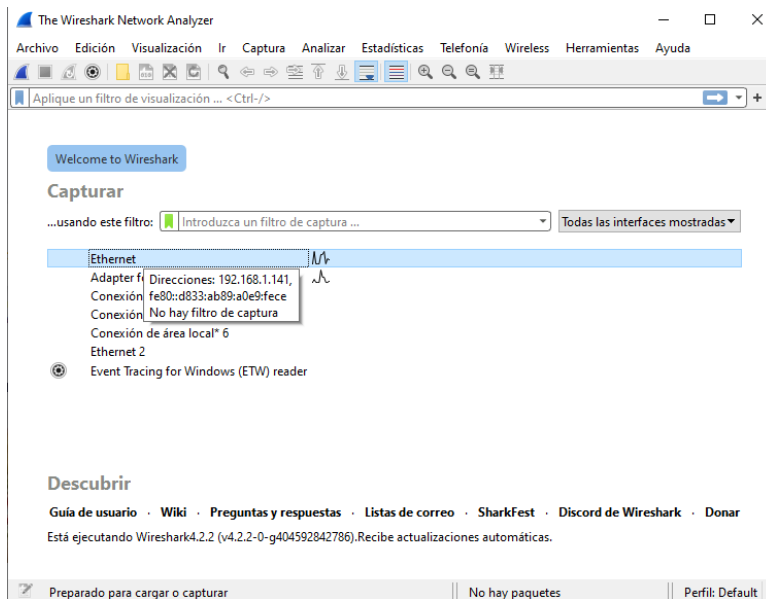 The Wireshark Network Analyzer
Archivo Edición Visualización Ir Captura Analizar Estadísticas Telefonía Wireless Herramientas Ayuda
Aplique un filtro de visualización ... <Ctrl-/>
Welcome to Wireshark
Capturar
...usando este filtro: Introduzca un filtro de captura ... Todas las interfaces mostradas
Ethernet
Adapter
Direcciones: 192.168.1.141,
Conexión
fe80::d833:ab89:a0e9:fece
Conexión
No hay filtro de captura
Conexión de área local* 6
Ethernet 2
Event Tracing for Windows (ETW) reader
Descubrir
Guía de usuario · Wiki · Preguntas y respuestas · Listas de correo · SharkFest · Discord de Wireshark · Donar
Está ejecutando Wireshark4.2.2 (v4.2.2-0-g404592842786).Recibe actualizaciones automáticas.
Preparado para cargar o capturar No hay paquetes Perfil: Default